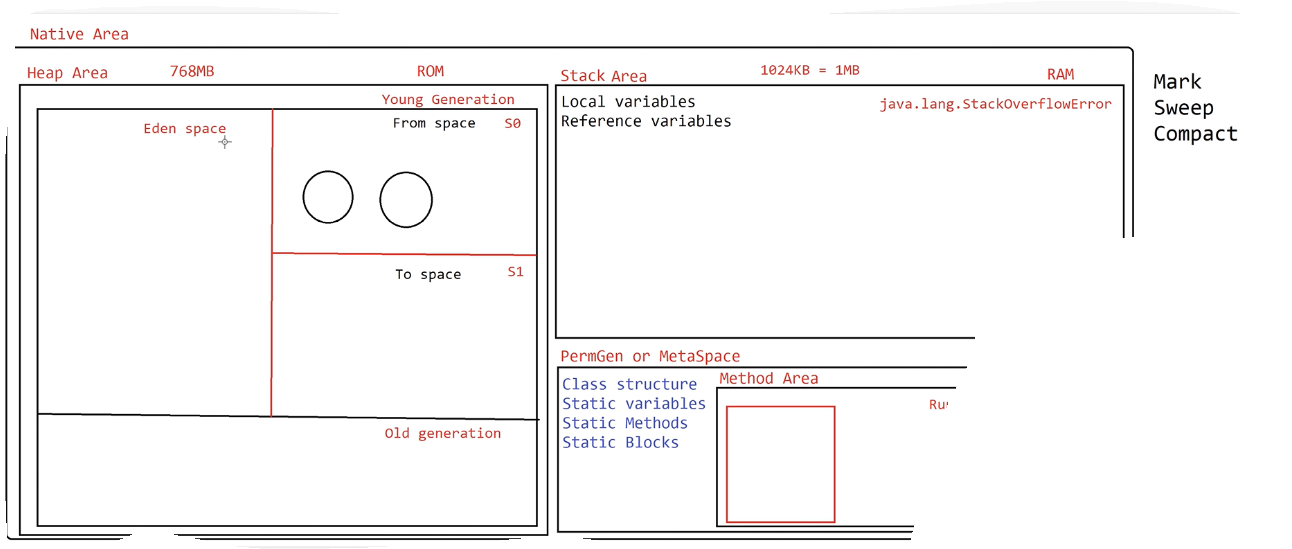 Native Area
Heap Area 768MB ROM
Young Generation
Eden space
From space S0
To space S1
Old generation
Stack Area 1024KB = 1MB RAM
Local variables
Reference variables
java.lang.StackOverflowError
Mark
Sweep
Compact
PermGen or MetaSpace
Class structure
Static variables
Static Methods
Static Blocks
Method Area